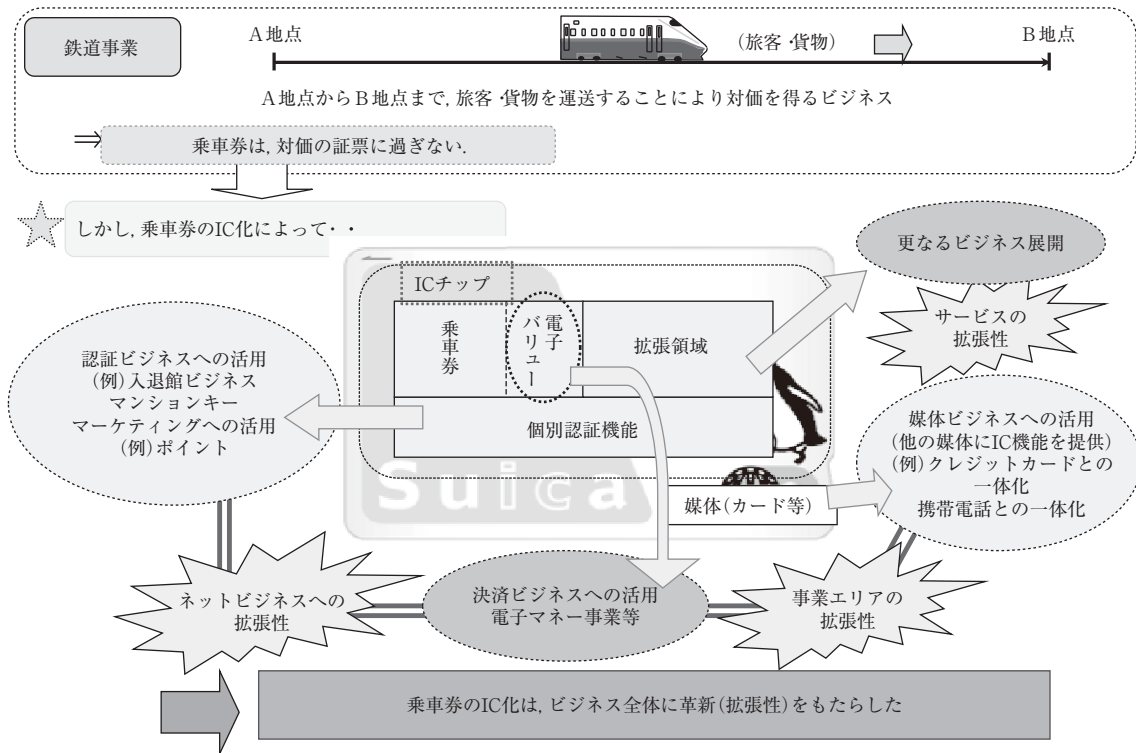 鉄道事業
A地点
(旅客・貨物)
B地点
A地点からB地点まで, 旅客・貨物を運送することにより対価を得るビジネス
⇒
乗車券は, 対価の証票に過ぎない.
しかし, 乗車券のIC化によって・・
更なるビジネス展開
ICチップ
乗車券
電子
バリュー
拡張領域
サービスの
拡張性
認証ビジネスへの活用
(例)入退館ビジネス
マンションキー
マーケティングへの活用
(例)ポイント
個別認証機能
媒体ビジネスへの活用
(他の媒体にIC機能を提供)
(例)クレジットカードとの
一体化
携帯電話との一体化
Suica
媒体(カード等)
ネットビジネスへの
拡張性
決済ビジネスへの活用
電子マネー事業等
事業エリアの
拡張性
乗車券のIC化は, ビジネス全体に革新(拡張性)をもたらした